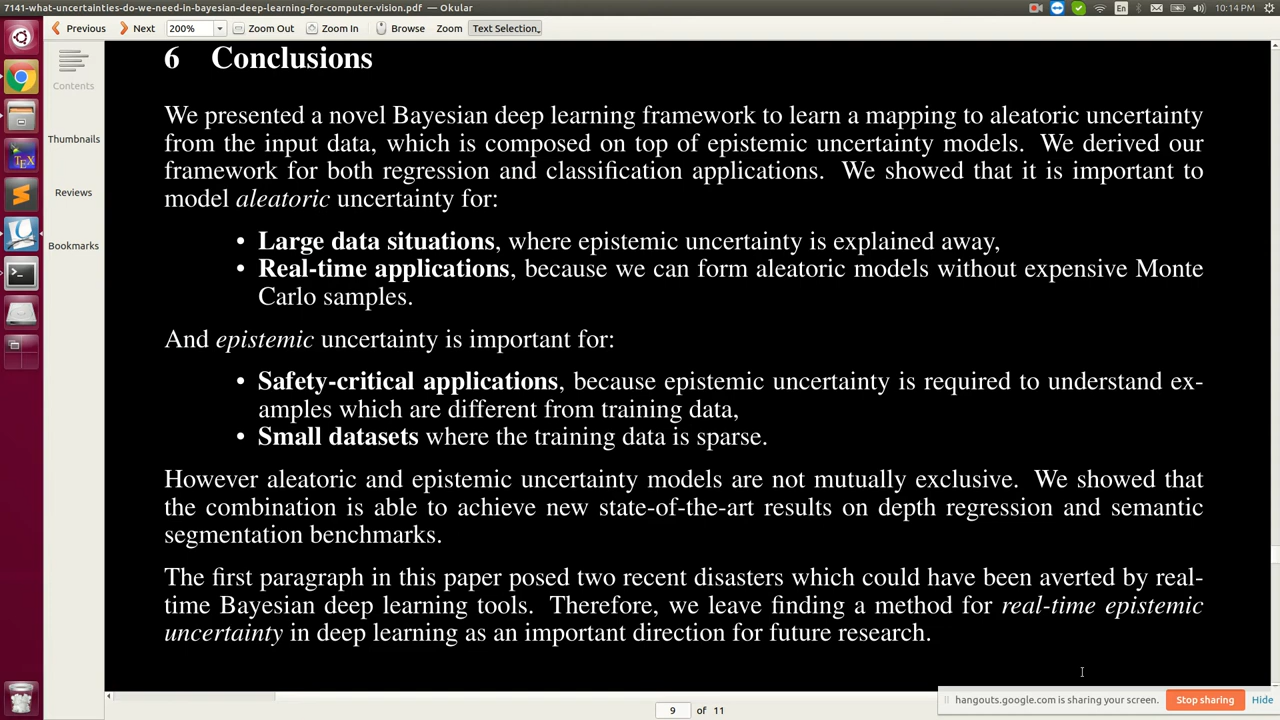 7141-what-uncertainties-do-we-need-in-bayesian-deep-learning-for-computer-vision.pdf - Okular
En
10:14 PM
Previous
Next
200%
Zoom Out
Zoom In
Browse
Zoom
Text Selection
Contents
Thumbnails
Reviews
Bookmarks
6 Conclusions
We presented a novel Bayesian deep learning framework to learn a mapping to aleatoric uncertainty
from the input data, which is composed on top of epistemic uncertainty models. We derived our
framework for both regression and classification applications. We showed that it is important to
model aleatoric uncertainty for:
• Large data situations, where epistemic uncertainty is explained away,
• Real-time applications, because we can form aleatoric models without expensive Monte
Carlo samples.
And epistemic uncertainty is important for:
• Safety-critical applications, because epistemic uncertainty is required to understand ex-
amples which are different from training data,
• Small datasets where the training data is sparse.
However aleatoric and epistemic uncertainty models are not mutually exclusive. We showed that
the combination is able to achieve new state-of-the-art results on depth regression and semantic
segmentation benchmarks.
The first paragraph in this paper posed two recent disasters which could have been averted by real-
time Bayesian deep learning tools. Therefore, we leave finding a method for real-time epistemic
uncertainty in deep learning as an important direction for future research.
hangouts.google.com is sharing your screen.
Stop sharing
Hide
9 of 11